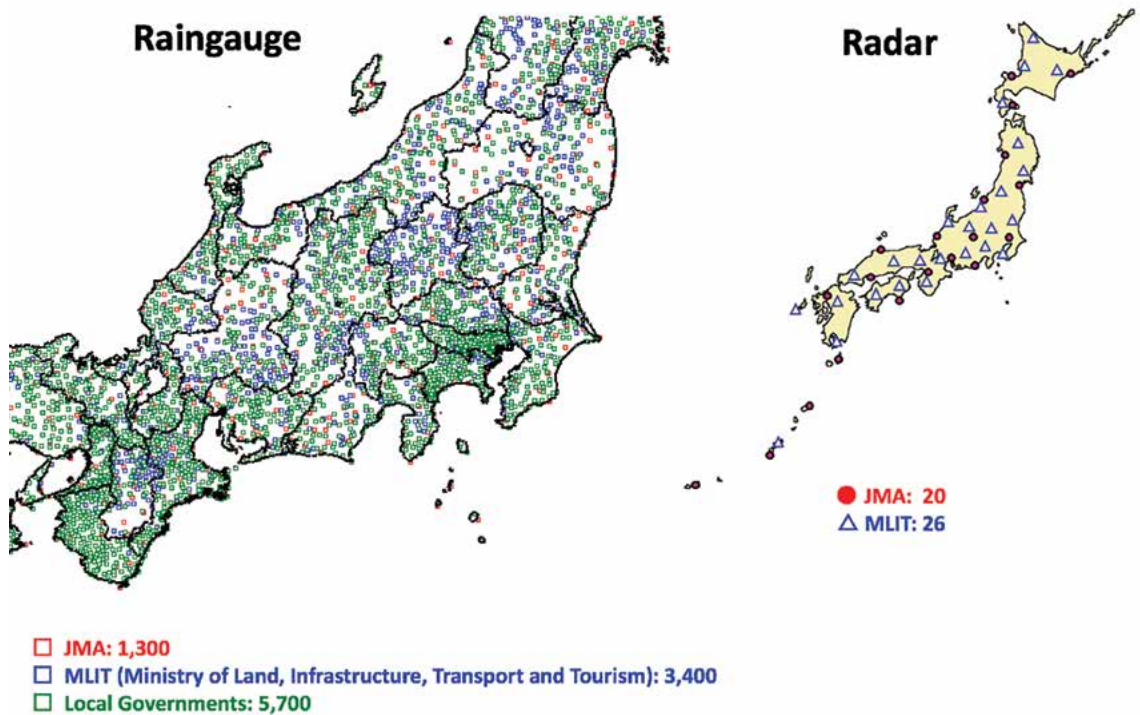 Raingauge
Radar
JMA: 20
MLIT: 26
JMA: 1,300
MLIT (Ministry of Land, Infrastructure, Transport and Tourism): 3,400
Local Governments: 5,700